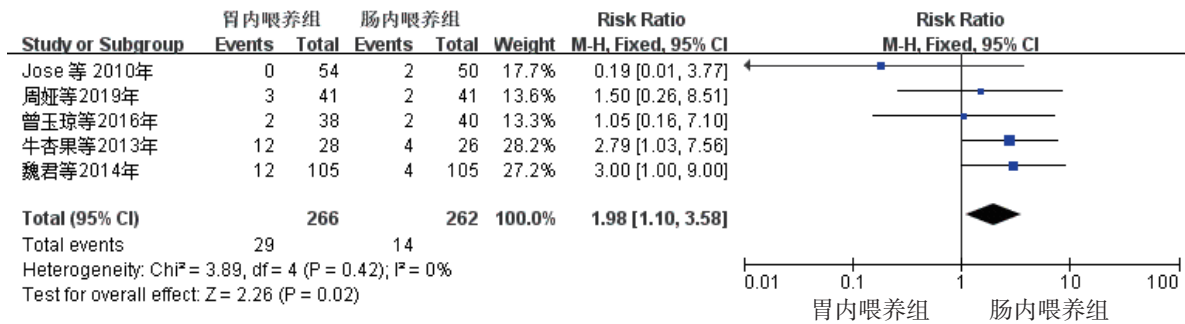 胃内喂养组 肠内喂养组 Risk Ratio Risk Ratio
Study or Subgroup Events Total Events Total Weight M-H, Fixed, 95% CI M-H, Fixed, 95% CI
Jose 等 2010年 0 54 2 50 17.7% 0.19 [0.01, 3.77]
周娅等2019年 3 41 2 41 13.6% 1.50 [0.26, 8.51]
曾玉琼等2016年 2 38 2 40 13.3% 1.05 [0.16, 7.10]
牛杏果等2013年 12 28 4 26 28.2% 2.79 [1.03, 7.56]
魏君等2014年 12 105 4 105 27.2% 3.00 [1.00, 9.00]
Total (95% CI) 266 262 100.0% 1.98 [1.10, 3.58]
Total events 29 14
Heterogeneity: Chi² = 3.89, df = 4 (P = 0.42); I² = 0%
Test for overall effect: Z = 2.26 (P = 0.02)
0.01 0.1 1 10 100
胃内喂养组 肠内喂养组